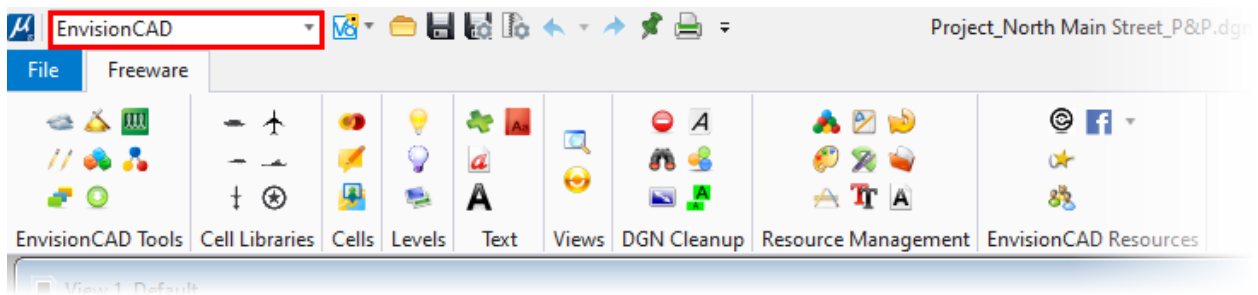 EnvisionCAD
Project_North Main Street_P&P.dgn
File Freeware
EnvisionCAD Tools Cell Libraries Cells Levels Text Views DGN Cleanup Resource Management EnvisionCAD Resources
View 1, Default